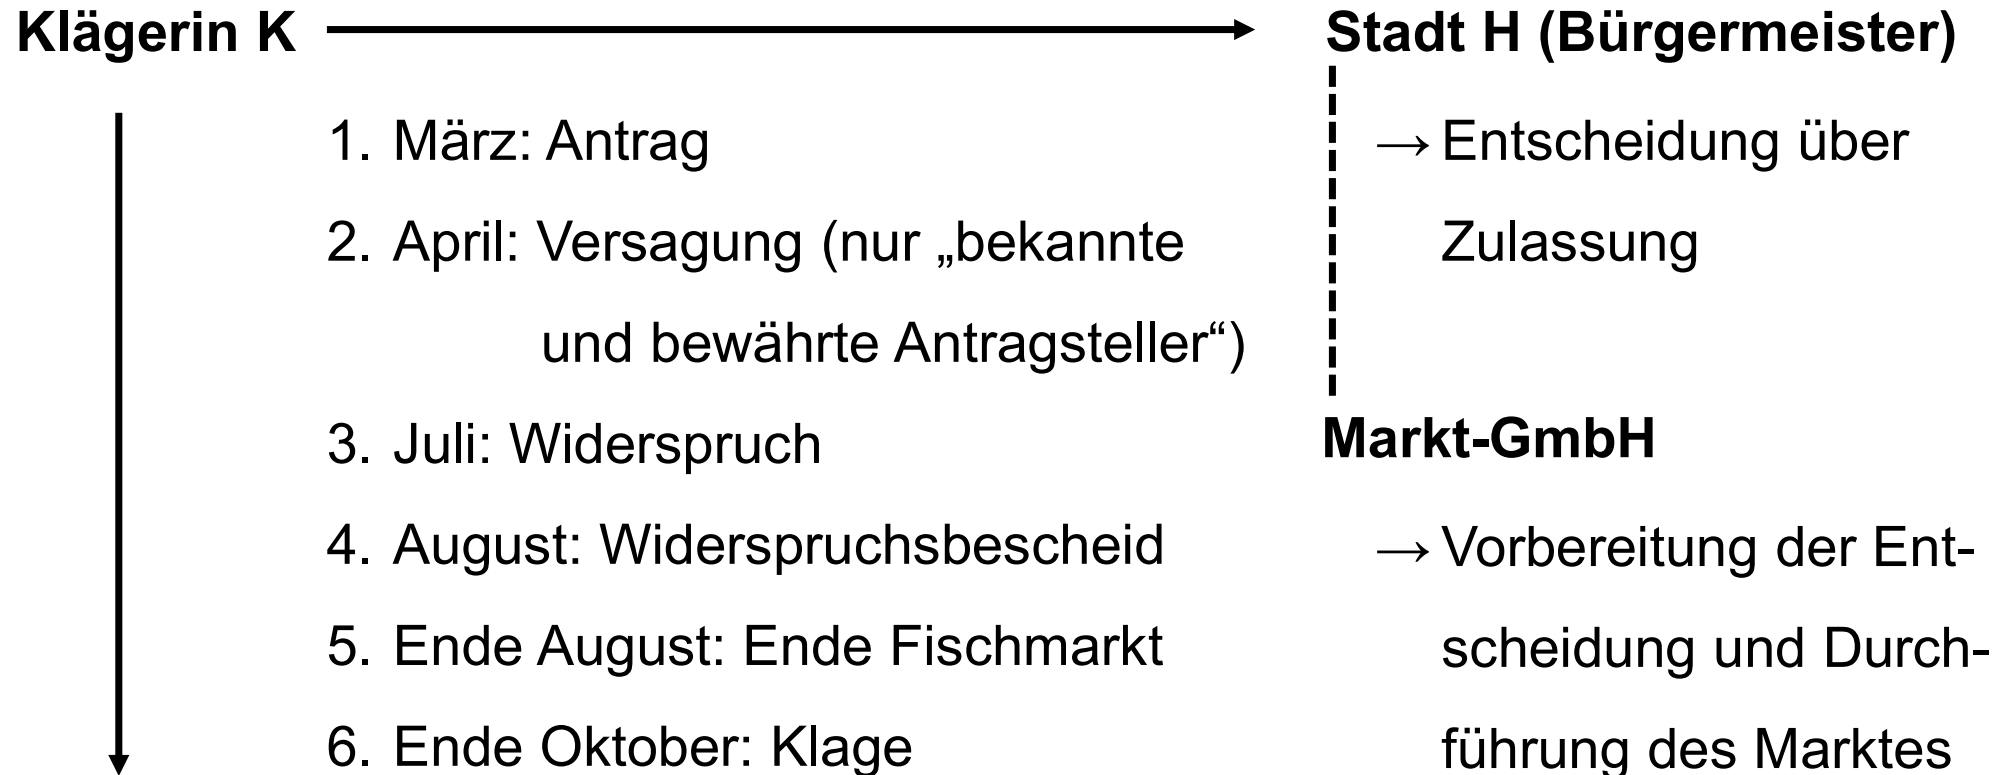 Klägerin K
Stadt H (Bürgermeister)
1. März: Antrag
2. April: Versagung (nur „bekannte
und bewährte Antragsteller“)
3. Juli: Widerspruch
4. August: Widerspruchsbescheid
5. Ende August: Ende Fischmarkt
6. Ende Oktober: Klage
→ Entscheidung über
Zulassung
Markt-GmbH
→ Vorbereitung der Ent-
scheidung und Durch-
führung des Marktes